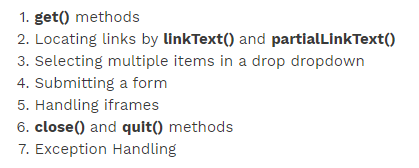 1. get() methods
2. Locating links by linkText() and partialLinkText()
3. Selecting multiple items in a drop dropdown
4. Submitting a form
5. Handling iframes
6. close() and quit() methods
7. Exception Handling